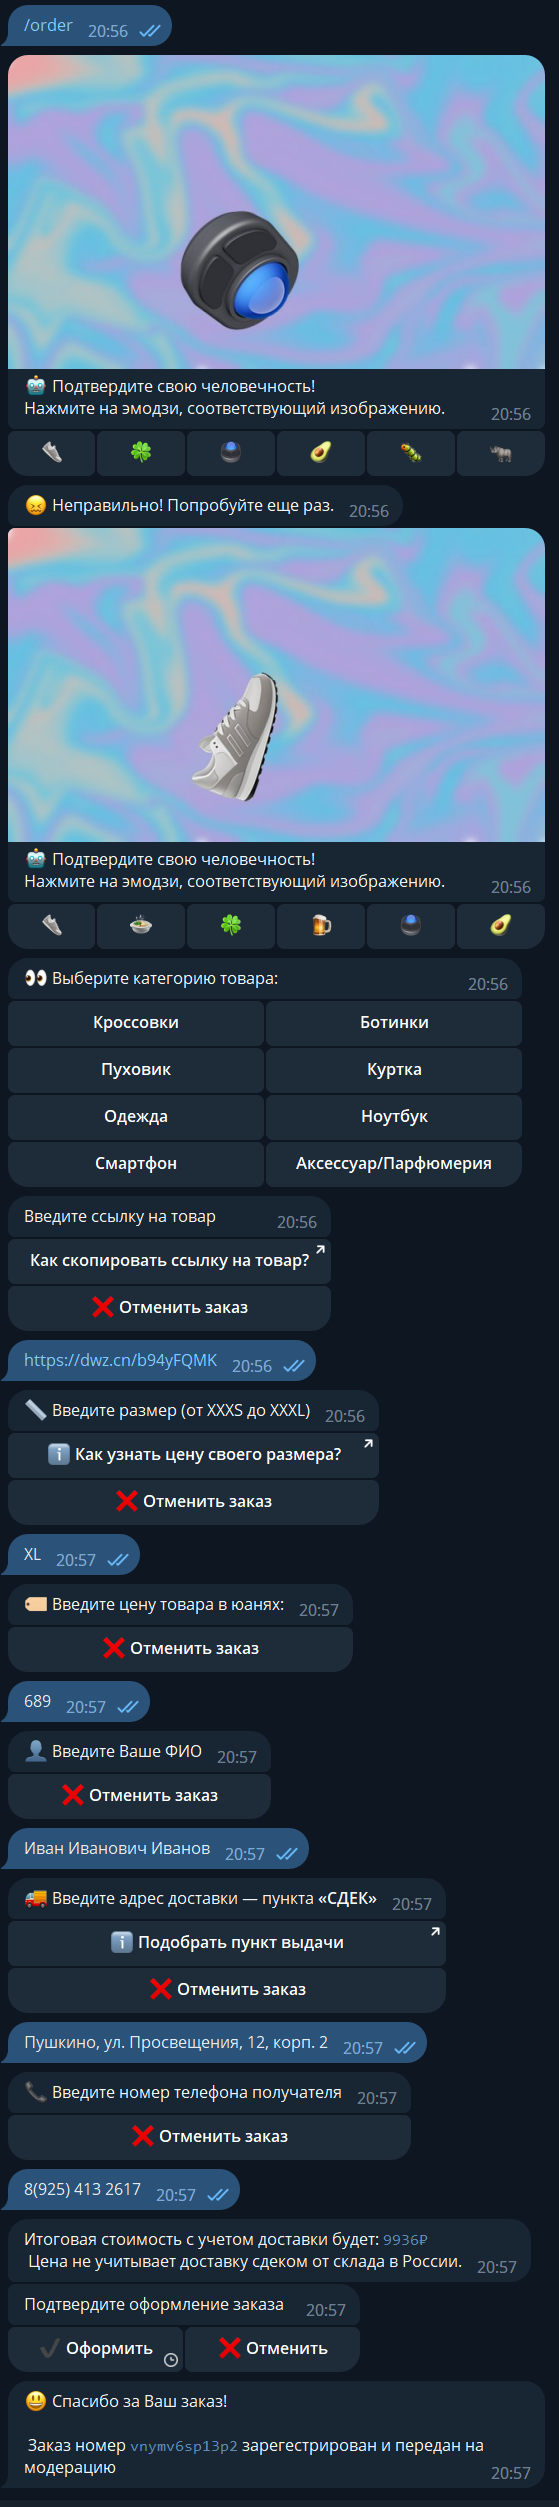 /order 20:56
🤖 Подтвердите свою человечность!
Нажмите на эмодзи, соответствующий изображению. 20:56
😖 Неправильно! Попробуйте еще раз. 20:56
🤖 Подтвердите свою человечность!
Нажмите на эмодзи, соответствующий изображению. 20:56
👀 Выберите категорию товара: 20:56
Кроссовки Ботинки
Пуховик Куртка
Одежда Ноутбук
Смартфон Аксессуар/Парфюмерия
Введите ссылку на товар 20:56
Как скопировать ссылку на товар?
❌ Отменить заказ
https://dwz.cn/b94yFQMK 20:56
📏 Введите размер (от XXXS до XXXL) 20:56
ℹ️ Как узнать цену своего размера?
❌ Отменить заказ
XL 20:57
🏷️ Введите цену товара в юанях: 20:57
❌ Отменить заказ
689 20:57
👤 Введите Ваше ФИО 20:57
❌ Отменить заказ
Иван Иванович Иванов 20:57
🚚 Введите адрес доставки — пункта «СДЕК» 20:57
ℹ️ Подобрать пункт выдачи
❌ Отменить заказ
Пушкино, ул. Просвещения, 12, корп. 2 20:57
📞 Введите номер телефона получателя 20:57
❌ Отменить заказ
8(925) 413 2617 20:57
Итоговая стоимость с учетом доставки будет: 9936₽
Цена не учитывает доставку сдеком от склада в России. 20:57
Подтвердите оформление заказа 20:57
✔️ Оформить ❌ Отменить
😃 Спасибо за Ваш заказ!
Заказ номер vnymv6sp13p2 зарегестрирован и передан на
модерацию 20:57